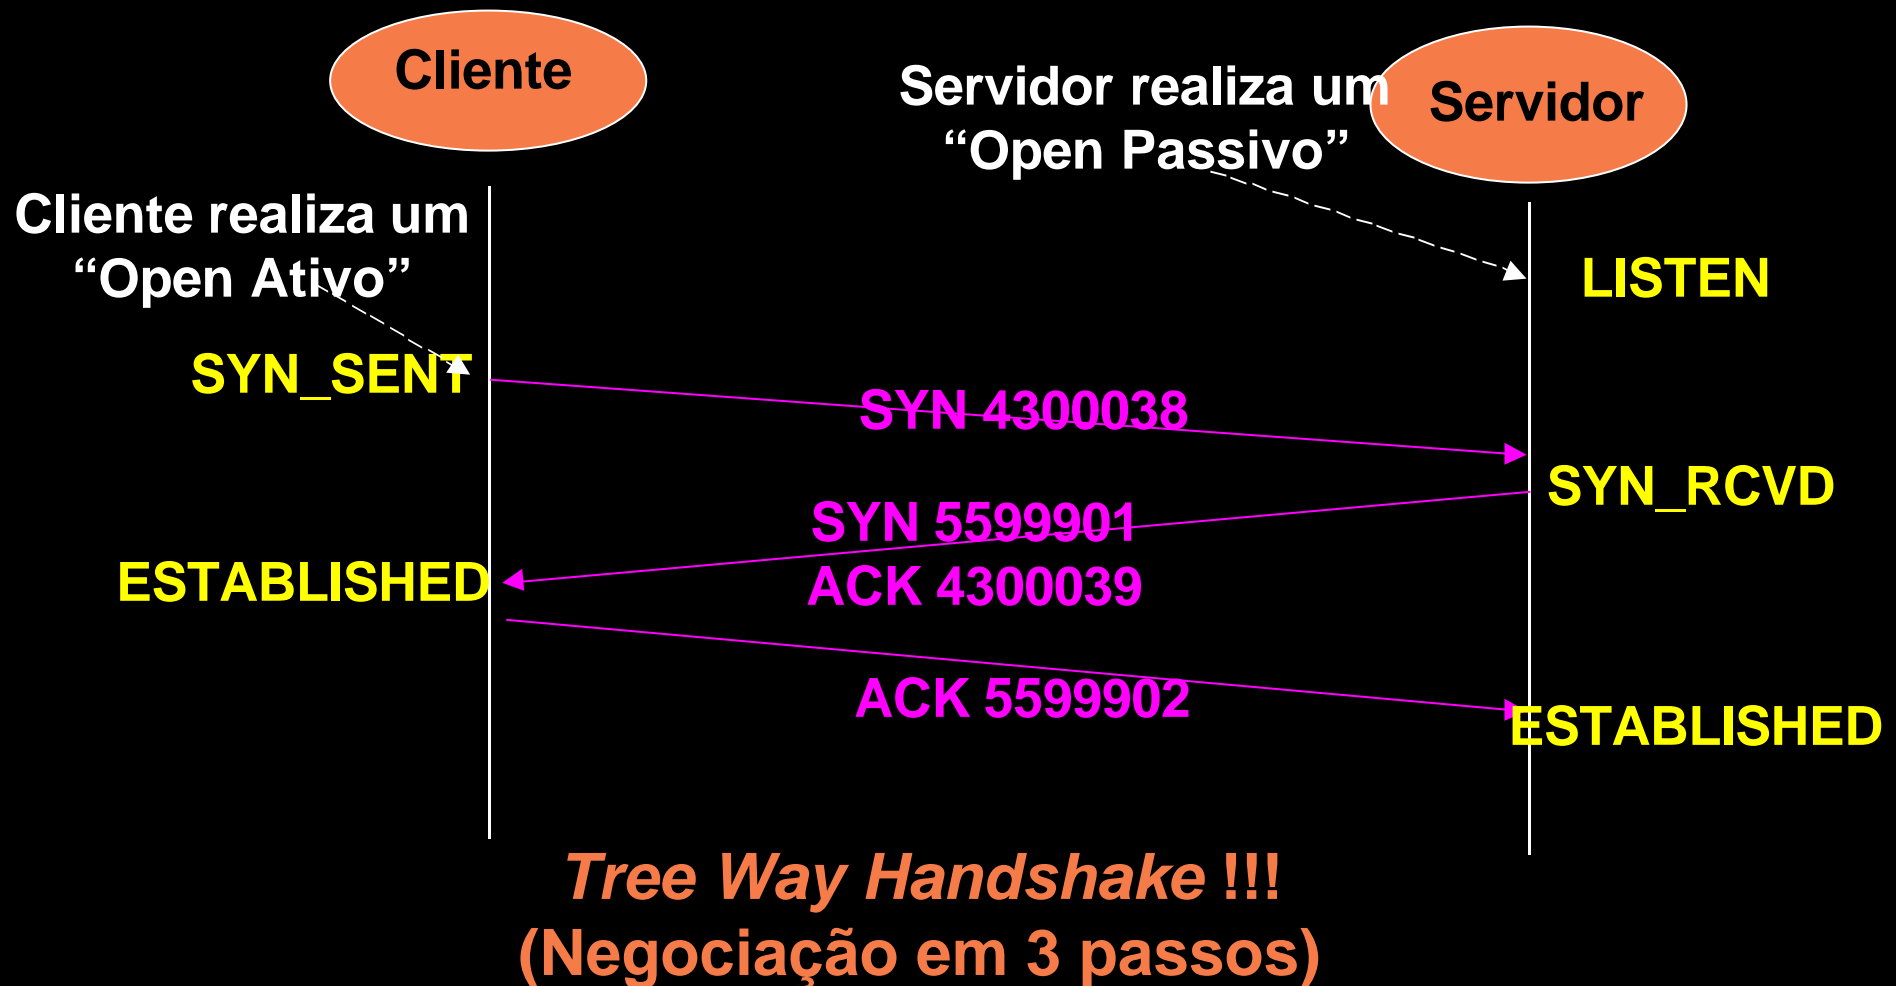 Cliente
Servidor realiza um
“Open Passivo”
Servidor
Cliente realiza um
“Open Ativo”
LISTEN
SYN_SENT
SYN 4300038
SYN_RCVD
SYN 5599901
ACK 4300039
ESTABLISHED
ACK 5599902
ESTABLISHED
Tree Way Handshake !!!
(Negociação em 3 passos)